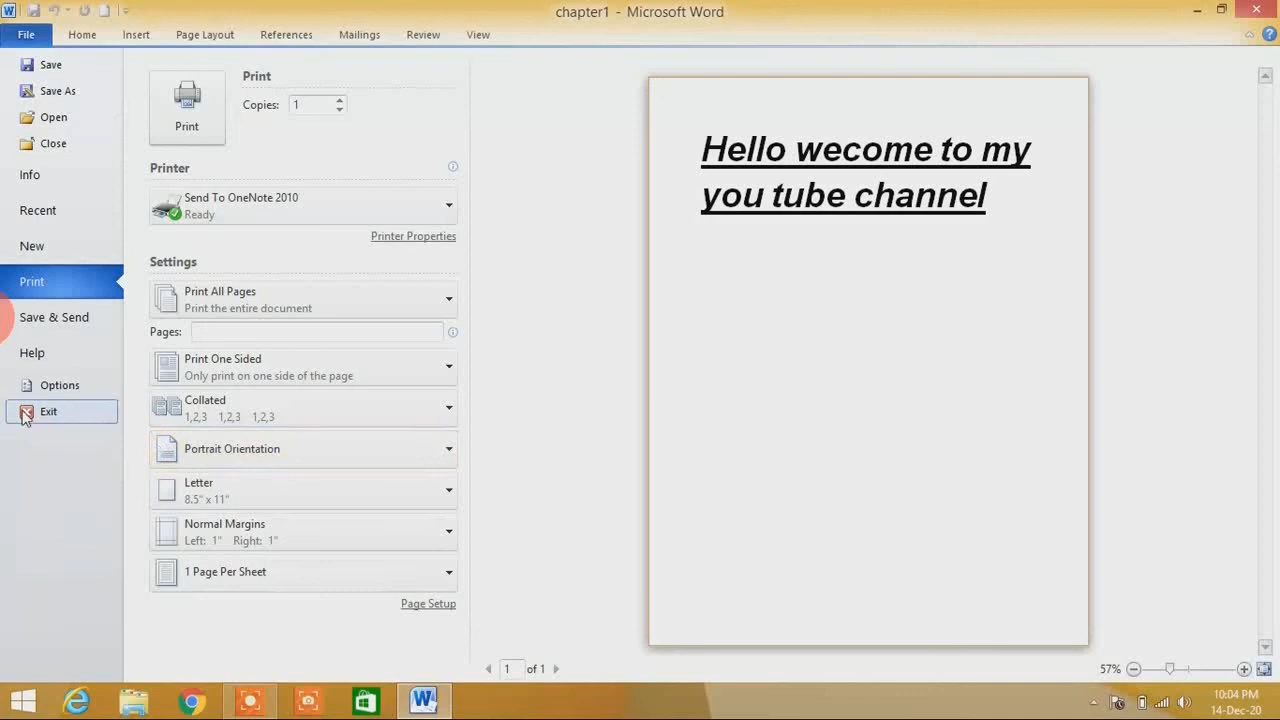 chapter1 - Microsoft Word
File Home Insert Page Layout References Mailings Review View
Save
Save As
Open
Close
Info
Recent
New
Print
Save & Send
Help
Options
Exit
Print
Print
Copies: 1
Printer
Send To OneNote 2010
Ready
Printer Properties
Settings
Print All Pages
Print the entire document
Pages:
Print One Sided
Only print on one side of the page
Collated
1,2,3 1,2,3 1,2,3
Portrait Orientation
Letter
8.5" x 11"
Normal Margins
Left: 1" Right: 1"
1 Page Per Sheet
Page Setup
Hello wecome to my
you tube channel
1 of 1
57%
10:04 PM
14-Dec-20